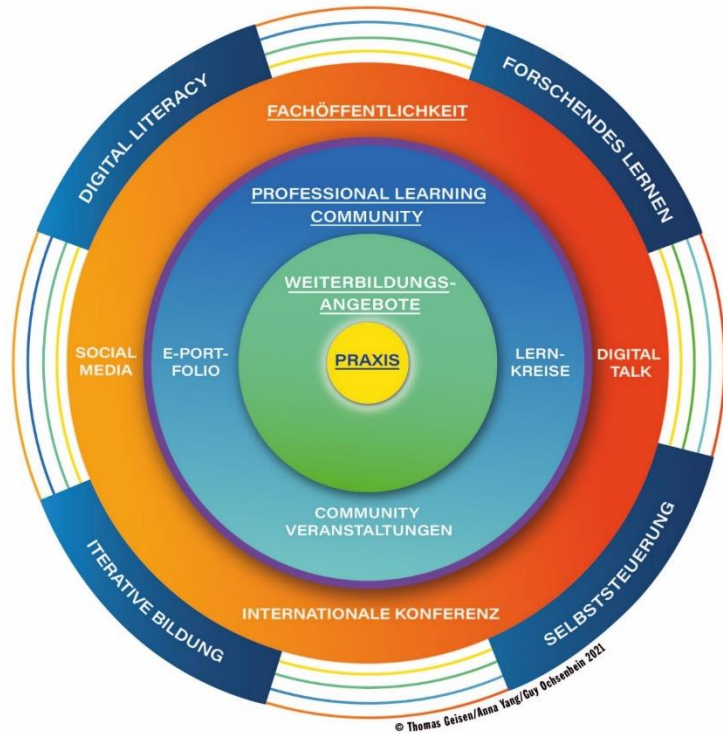 DIGITAL LITERACY
FORSCHENDES LERNEN
FACHÖFFENTLICHKEIT
PROFESSIONAL LEARNING
COMMUNITY
WEITERBILDUNGS-
ANGEBOTE
PRAXIS
SOCIAL
MEDIA
E-PORT-
FOLIO
LERN-
KREISE
DIGITAL
TALK
COMMUNITY
VERANSTALTUNGEN
INTERNATIONALE KONFERENZ
ITERATIVE BILDUNG
SELBSTSTEUERUNG
© Thomas Geisen/Anna Yang/Guy Ochsenbein 2021